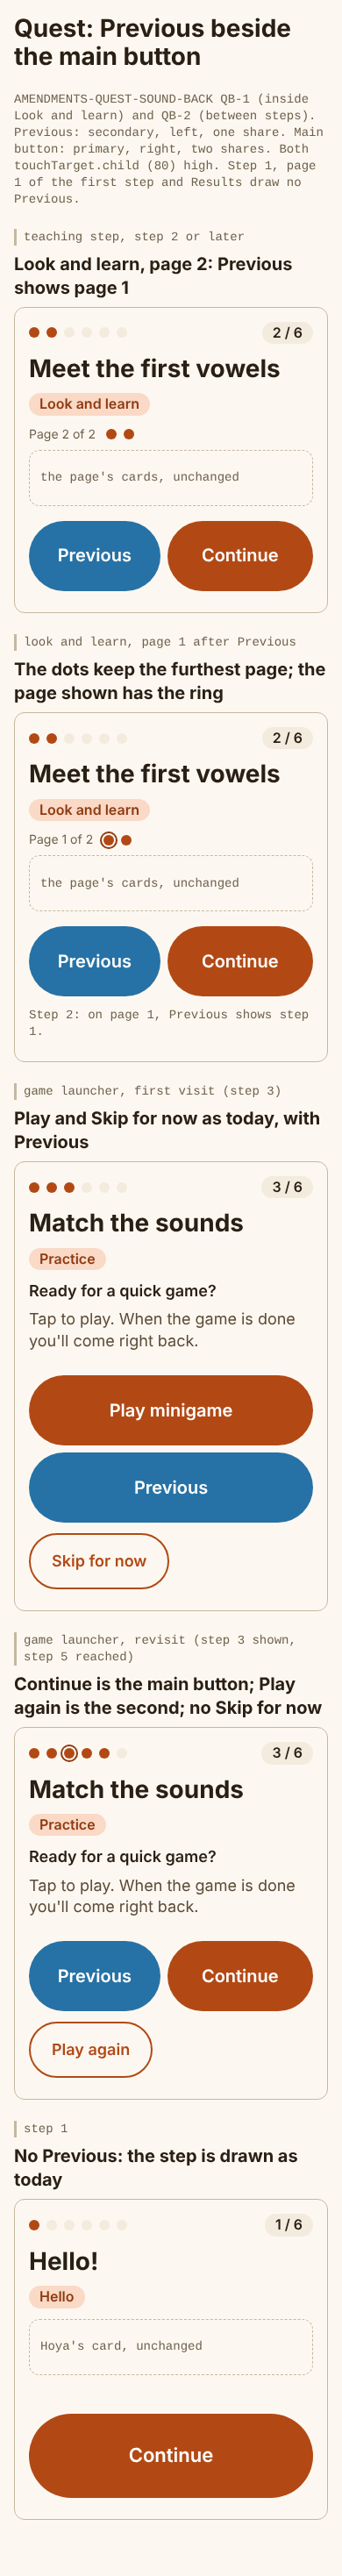 Quest: Previous beside
the main button
AMENDMENTS-QUEST-SOUND-BACK QB-1 (inside
Look and learn) and QB-2 (between steps).
Previous: secondary, left, one share. Main
button: primary, right, two shares. Both
touchTarget.child (80) high. Step 1, page
1 of the first step and Results draw no
Previous.
teaching step, step 2 or later
Look and learn, page 2: Previous
shows page 1
2 / 6
Meet the first vowels
Look and learn
Page 2 of 2
the page's cards, unchanged
Previous
Continue
look and learn, page 1 after Previous
The dots keep the furthest page; the
page shown has the ring
2 / 6
Meet the first vowels
Look and learn
Page 1 of 2
the page's cards, unchanged
Previous
Continue
Step 2: on page 1, Previous shows step
1.
game launcher, first visit (step 3)
Play and Skip for now as today, with
Previous
3 / 6
Match the sounds
Practice
Ready for a quick game?
Tap to play. When the game is done
you'll come right back.
Play minigame
Previous
Skip for now
game launcher, revisit (step 3 shown,
step 5 reached)
Continue is the main button; Play
again is the second; no Skip for now
3 / 6
Match the sounds
Practice
Ready for a quick game?
Tap to play. When the game is done
you'll come right back.
Previous
Continue
Play again
step 1
No Previous: the step is drawn as
today
1 / 6
Hello!
Hello
Hoya's card, unchanged
Continue